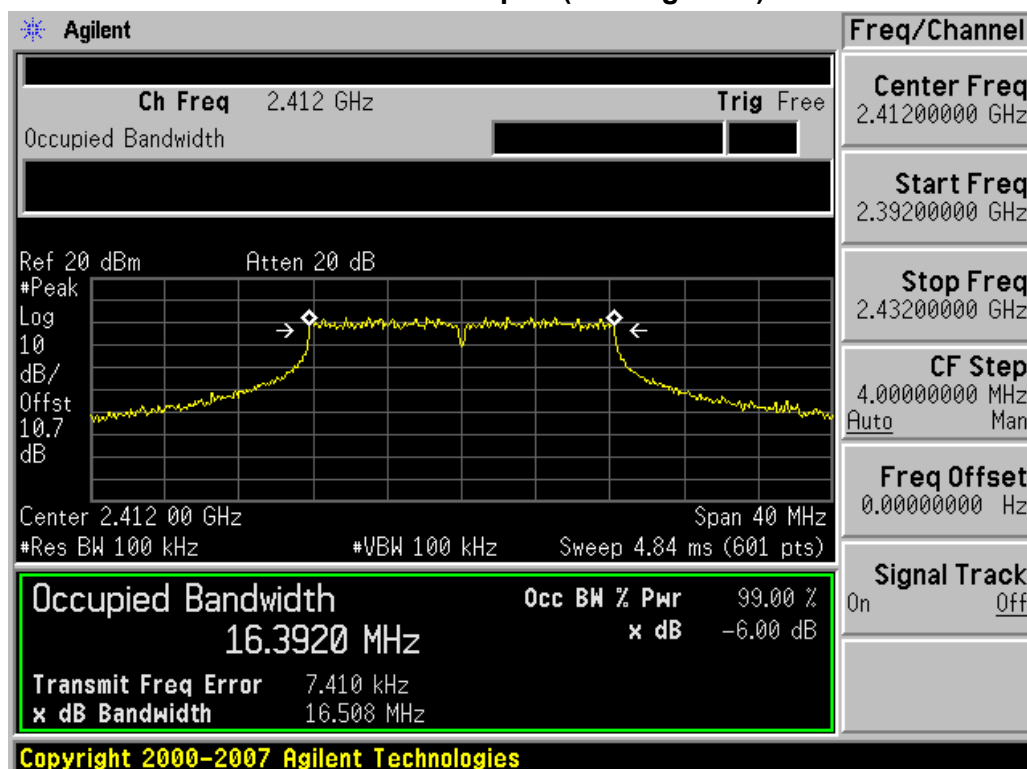 Agilent
Freq/Channel
Ch Freq 2.412 GHz Trig Free
Occupied Bandwidth
Center Freq
2.41200000 GHz
Start Freq
2.39200000 GHz
Stop Freq
2.43200000 GHz
CF Step
4.00000000 MHz
Auto Man
Freq Offset
0.00000000 Hz
Signal Track
On Off
Ref 20 dBm Atten 20 dB
#Peak
Log
10
dB/
Offst
10.7
dB
Center 2.412 00 GHz Span 40 MHz
#Res BW 100 kHz #VBW 100 kHz Sweep 4.84 ms (601 pts)
Occupied Bandwidth Occ BW % Pwr 99.00 %
16.3920 MHz x dB -6.00 dB
Transmit Freq Error 7.410 kHz
x dB Bandwidth 16.508 MHz
Copyright 2000-2007 Agilent Technologies